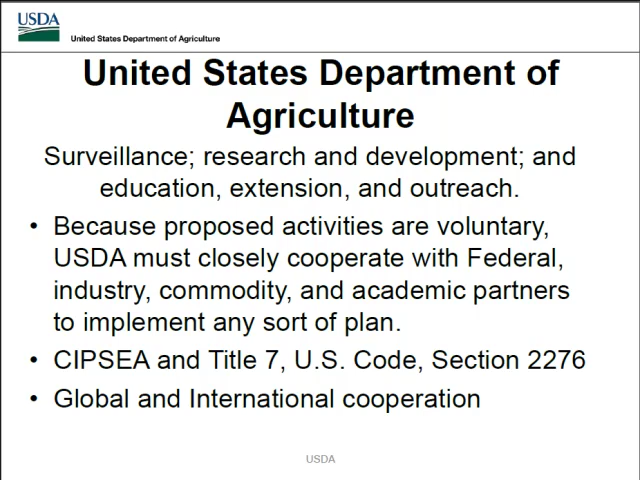 USDA
United States Department of Agriculture
United States Department of
Agriculture
Surveillance; research and development; and
education, extension, and outreach.
• Because proposed activities are voluntary,
USDA must closely cooperate with Federal,
industry, commodity, and academic partners
to implement any sort of plan.
• CIPSEA and Title 7, U.S. Code, Section 2276
• Global and International cooperation
USDA